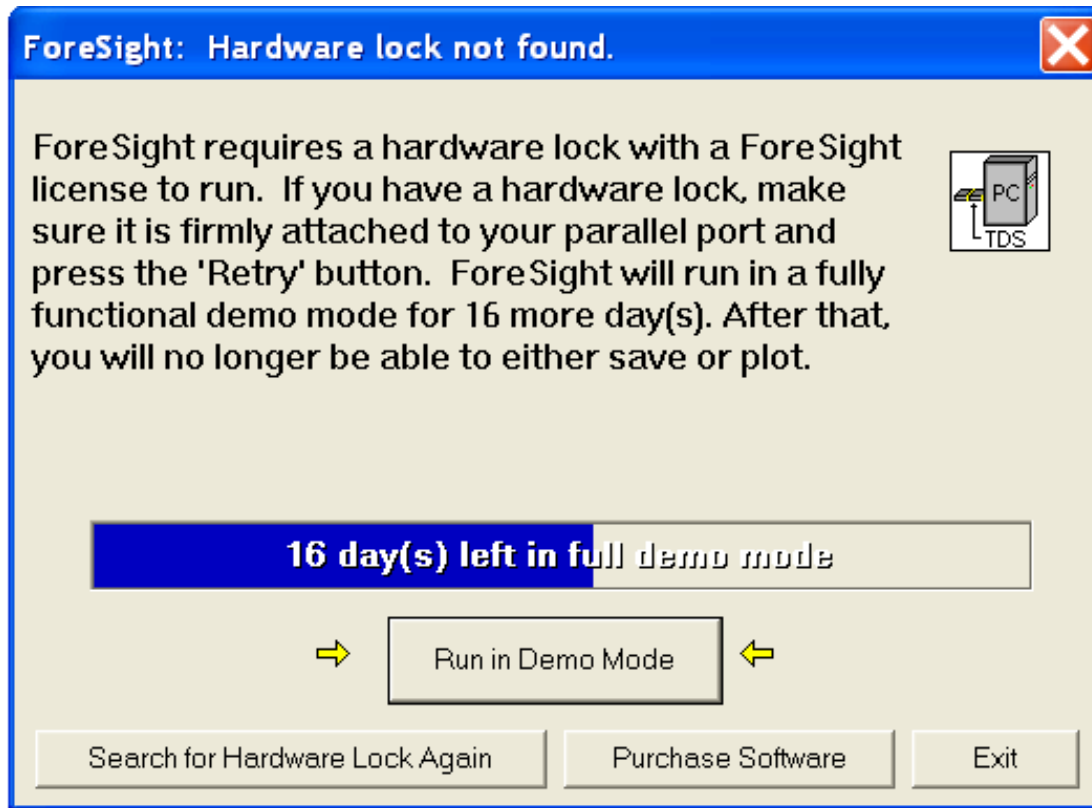 ForeSight: Hardware lock not found.
ForeSight requires a hardware lock with a ForeSight
license to run. If you have a hardware lock, make
sure it is firmly attached to your parallel port and
press the 'Retry' button. ForeSight will run in a fully
functional demo mode for 16 more day(s). After that,
you will no longer be able to either save or plot.
PC
TDS
16 day(s) left in full demo mode
Run in Demo Mode
Search for Hardware Lock Again
Purchase Software
Exit